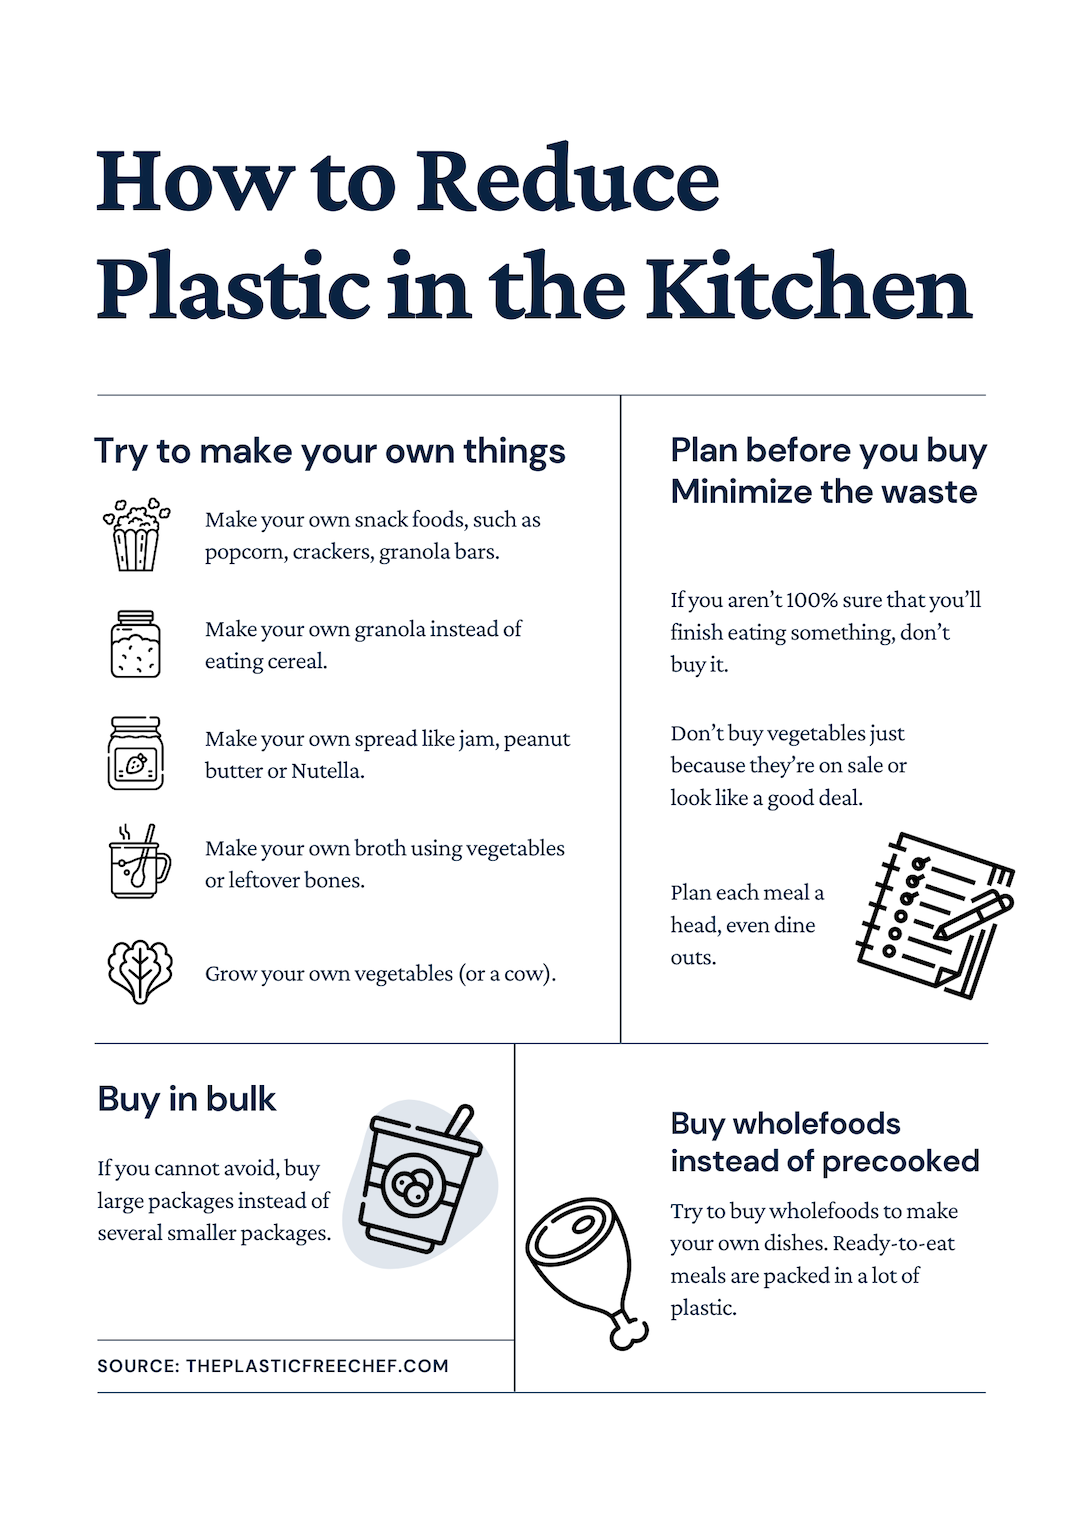 How to Reduce
Plastic in the Kitchen
Try to make your own things
Make your own snack foods, such as
popcorn, crackers, granola bars.
Make your own granola instead of
eating cereal.
Make your own spread like jam, peanut
butter or Nutella.
Make your own broth using vegetables
or leftover bones.
Grow your own vegetables (or a cow).
Plan before you buy
Minimize the waste
If you aren’t 100% sure that you’ll
finish eating something, don’t
buy it.
Don’t buy vegetables just
because they’re on sale or
look like a good deal.
Plan each meal a
head, even dine
outs.
Buy in bulk
If you cannot avoid, buy
large packages instead of
several smaller packages.
Buy wholefoods
instead of precooked
Try to buy wholefoods to make
your own dishes. Ready-to-eat
meals are packed in a lot of
plastic.
SOURCE: THEPLASTICFREECHEF.COM